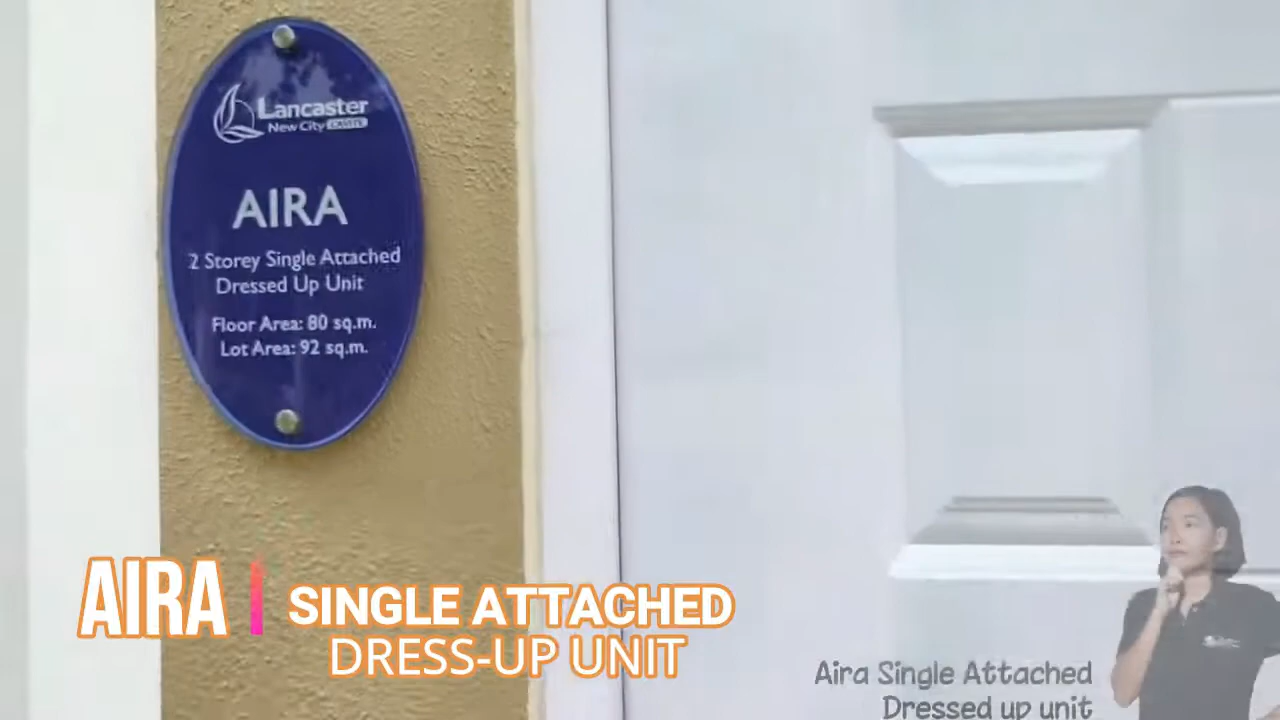 Lancaster
New City CAVITE
AIRA
2 Storey Single Attached
Dressed Up Unit
Floor Area: 80 sq.m.
Lot Area: 92 sq.m.
AIRA
SINGLE ATTACHED
DRESS-UP UNIT
Aira Single Attached
Dressed up unit